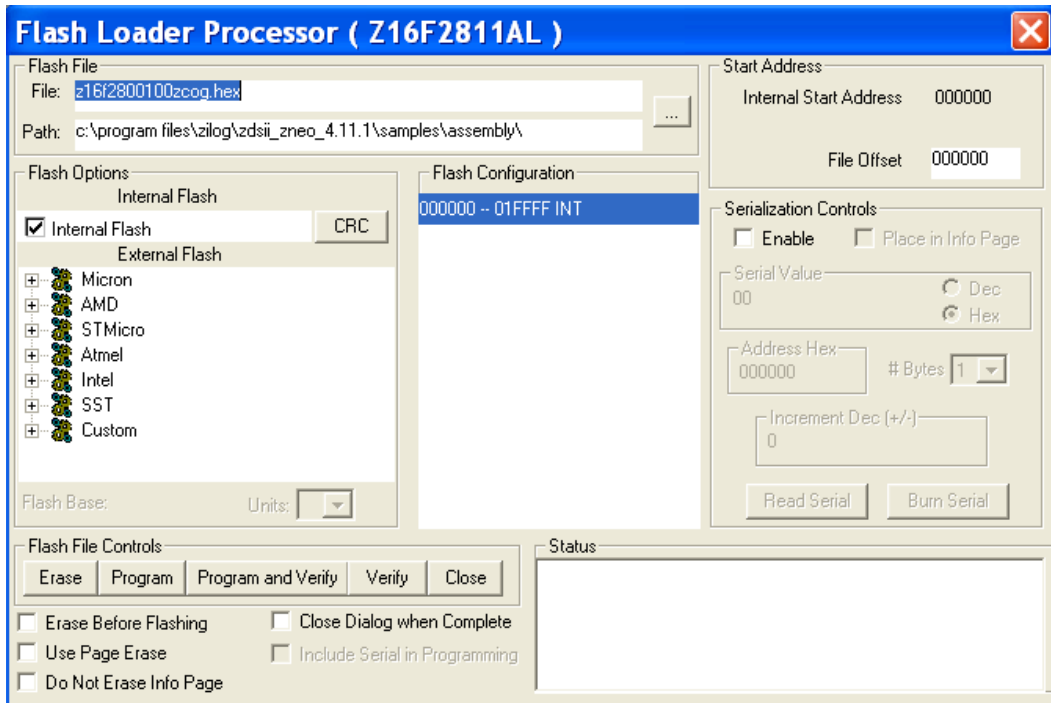 Flash Loader Processor ( Z16F2811AL )
Flash File
File: z16f2800100zcog.hex
...
Path: c:\program files\zilog\zdsii_zneo_4.11.1\samples\assembly\
Start Address
Internal Start Address 000000
File Offset 000000
Flash Options
Internal Flash
Internal Flash CRC
External Flash
Micron
AMD
STMicro
Atmel
Intel
SST
Custom
Flash Base: Units:
Flash Configuration
000000 -- 01FFFF INT
Serialization Controls
Enable Place in Info Page
Serial Value
00 Dec
Hex
Address Hex
000000 # Bytes 1
Increment Dec (+/-)
0
Read Serial Burn Serial
Flash File Controls
Erase Program Program and Verify Verify Close
Erase Before Flashing Close Dialog when Complete
Use Page Erase Include Serial in Programming
Do Not Erase Info Page
Status